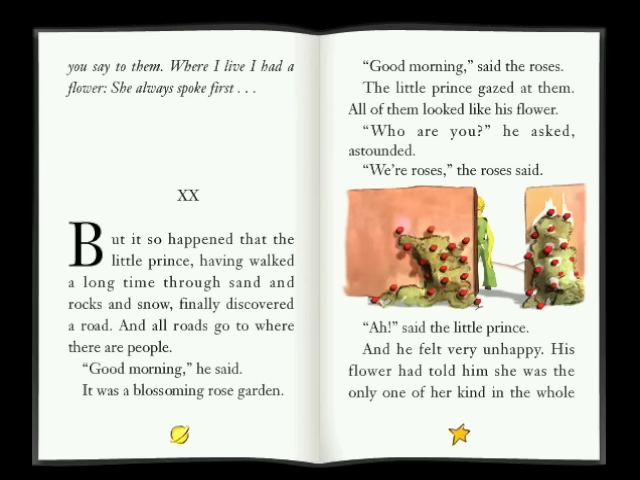 you say to them. Where I live I had a
flower: She always spoke first . . .
XX
But it so happened that the
little prince, having walked
a long time through sand and
rocks and snow, finally discovered
a road. And all roads go to where
there are people.
“Good morning,” he said.
It was a blossoming rose garden.
“Good morning,” said the roses.
The little prince gazed at them.
All of them looked like his flower.
“Who are you?” he asked,
astounded.
“We’re roses,” the roses said.
“Ah!” said the little prince.
And he felt very unhappy. His
flower had told him she was the
only one of her kind in the whole